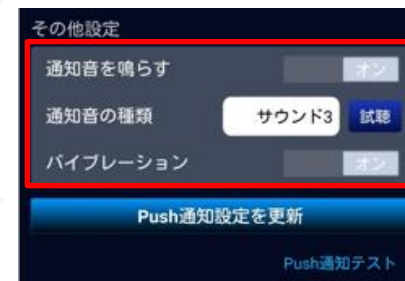 その他設定
通知音を鳴らす オン
通知音の種類 サウンド3 試聴
バイブレーション オン
Push通知設定を更新
Push通知テスト